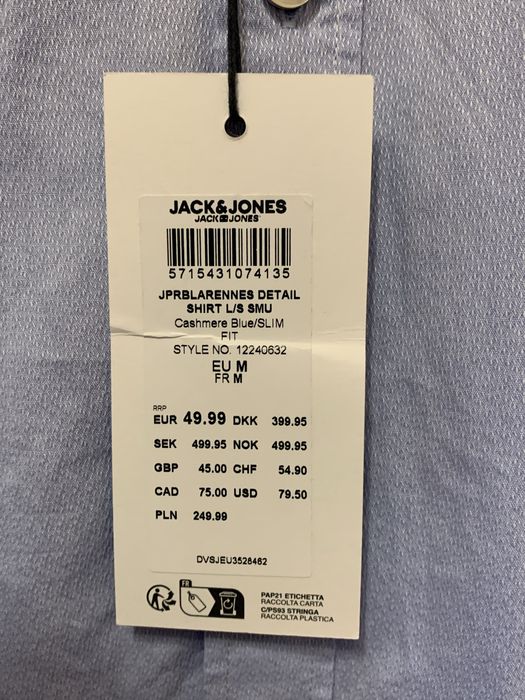 JACK&JONES
JACK&JONES
5715431074135
JPRBLARENNES DETAIL
SHIRT L/S SMU
Cashmere Blue/SLIM
FIT
STYLE NO. 12240632
EU M
FR M
RRP
EUR 49.99 DKK 399.95
SEK 499.95 NOK 499.95
GBP 45.00 CHF 54.90
CAD 75.00 USD 79.50
PLN 249.99
DVSJEU3528462
FR
PAP21 ETICHETTA
RACCOLTA CARTA
C/PS93 STRINGA
RACCOLTA PLASTICA